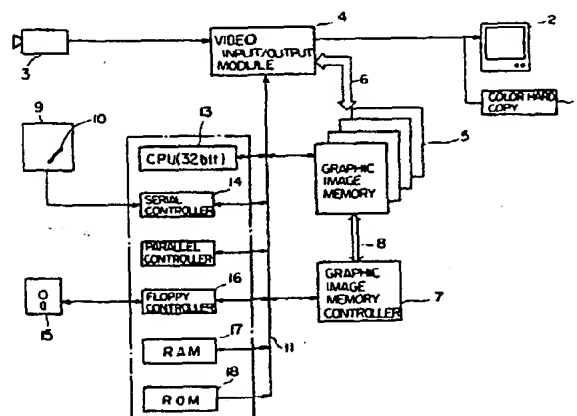 4
2
VIDEO
INPUT/OUTPUT
MODULE
3
6
COLOR HARD
COPY
9
10
13
5
CPU(32bit)
GRAPHIC
IMAGE
MEMORY
14
SERIAL
CONTROLLER
PARALLEL
CONTROLLER
8
16
FLOPPY
CONTROLLER
GRAPHIC
IMAGE
MEMORY
CONTROLLER
7
15
17
RAM
11
18
ROM